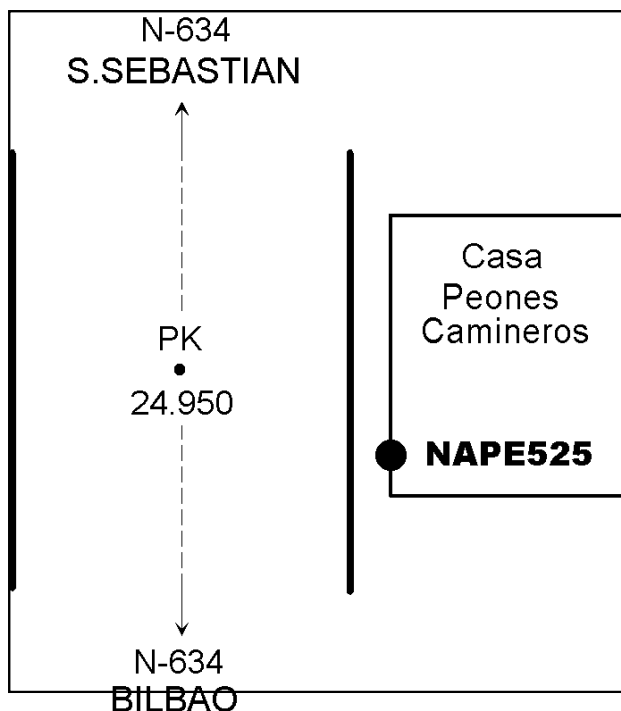 N-634
S.SEBASTIAN
Casa
Peones
Camineros
PK
24.950
NAPE525
N-634
BILBAO